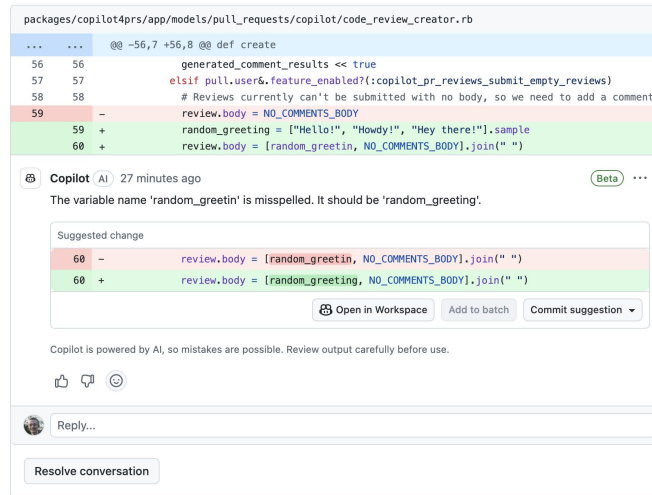 packages/copilot4prs/app/models/pull_requests/copilot/code_review_creator.rb
... ... @@ -56,7 +56,8 @@ def create
56 56 generated_comment_results << true
57 57 elsif pull.user&.feature_enabled?(:copilot_pr_reviews_submit_empty_reviews)
58 58 # Reviews currently can't be submitted with no body, so we need to add a comment
59 - review.body = NO_COMMENTS_BODY
59 + random_greeting = ["Hello!", "Howdy!", "Hey there!"].sample
60 + review.body = [random_greetin, NO_COMMENTS_BODY].join(" ")
Copilot AI 27 minutes ago Beta ...
The variable name 'random_greetin' is misspelled. It should be 'random_greeting'.
Suggested change
60 - review.body = [random_greetin, NO_COMMENTS_BODY].join(" ")
60 + review.body = [random_greeting, NO_COMMENTS_BODY].join(" ")
Open in Workspace Add to batch Commit suggestion
Copilot is powered by AI, so mistakes are possible. Review output carefully before use.
Reply...
Resolve conversation